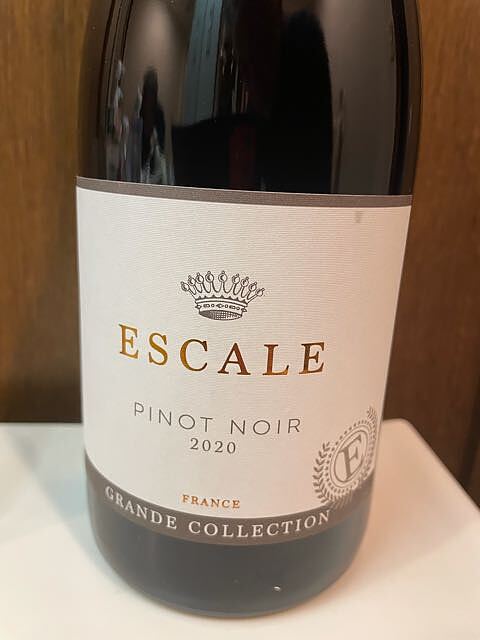 ESCALE
PINOT NOIR
2020
E
FRANCE
GRANDE COLLECTION